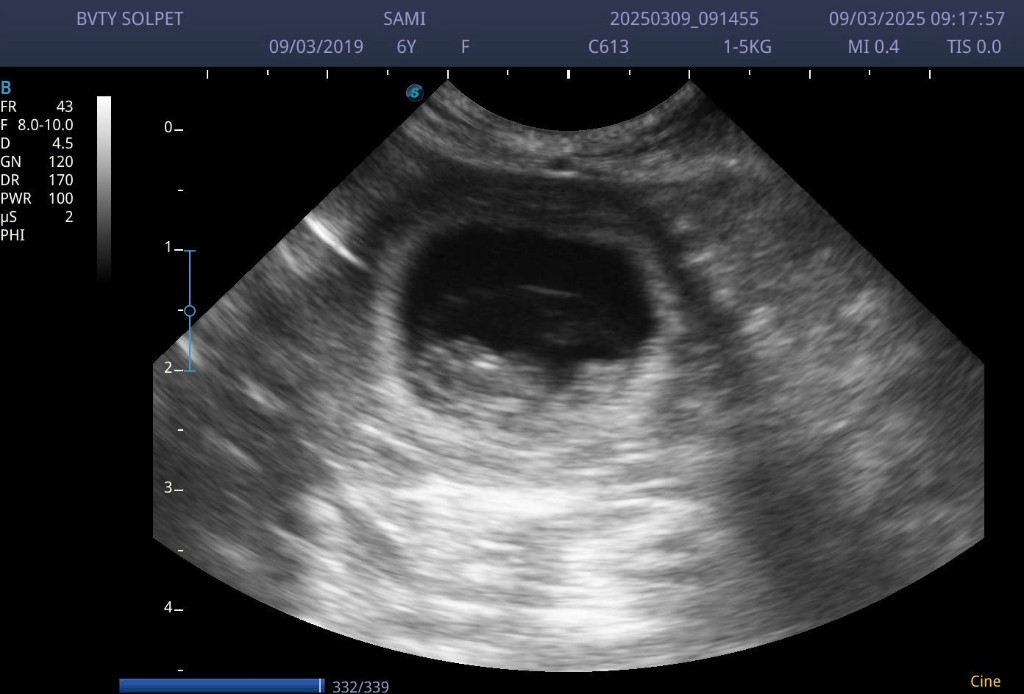 BVTY SOLPET SAMI 20250309_091455 09/03/2025 09:17:57
09/03/2019 6Y F C613 1-5KG MI 0.4 TIS 0.0
B
FR 43
F 8.0-10.0
D 4.5
GN 120
DR 170
PWR 100
µS 2
PHI
S
0
1
2
3
4
332/339
Cine